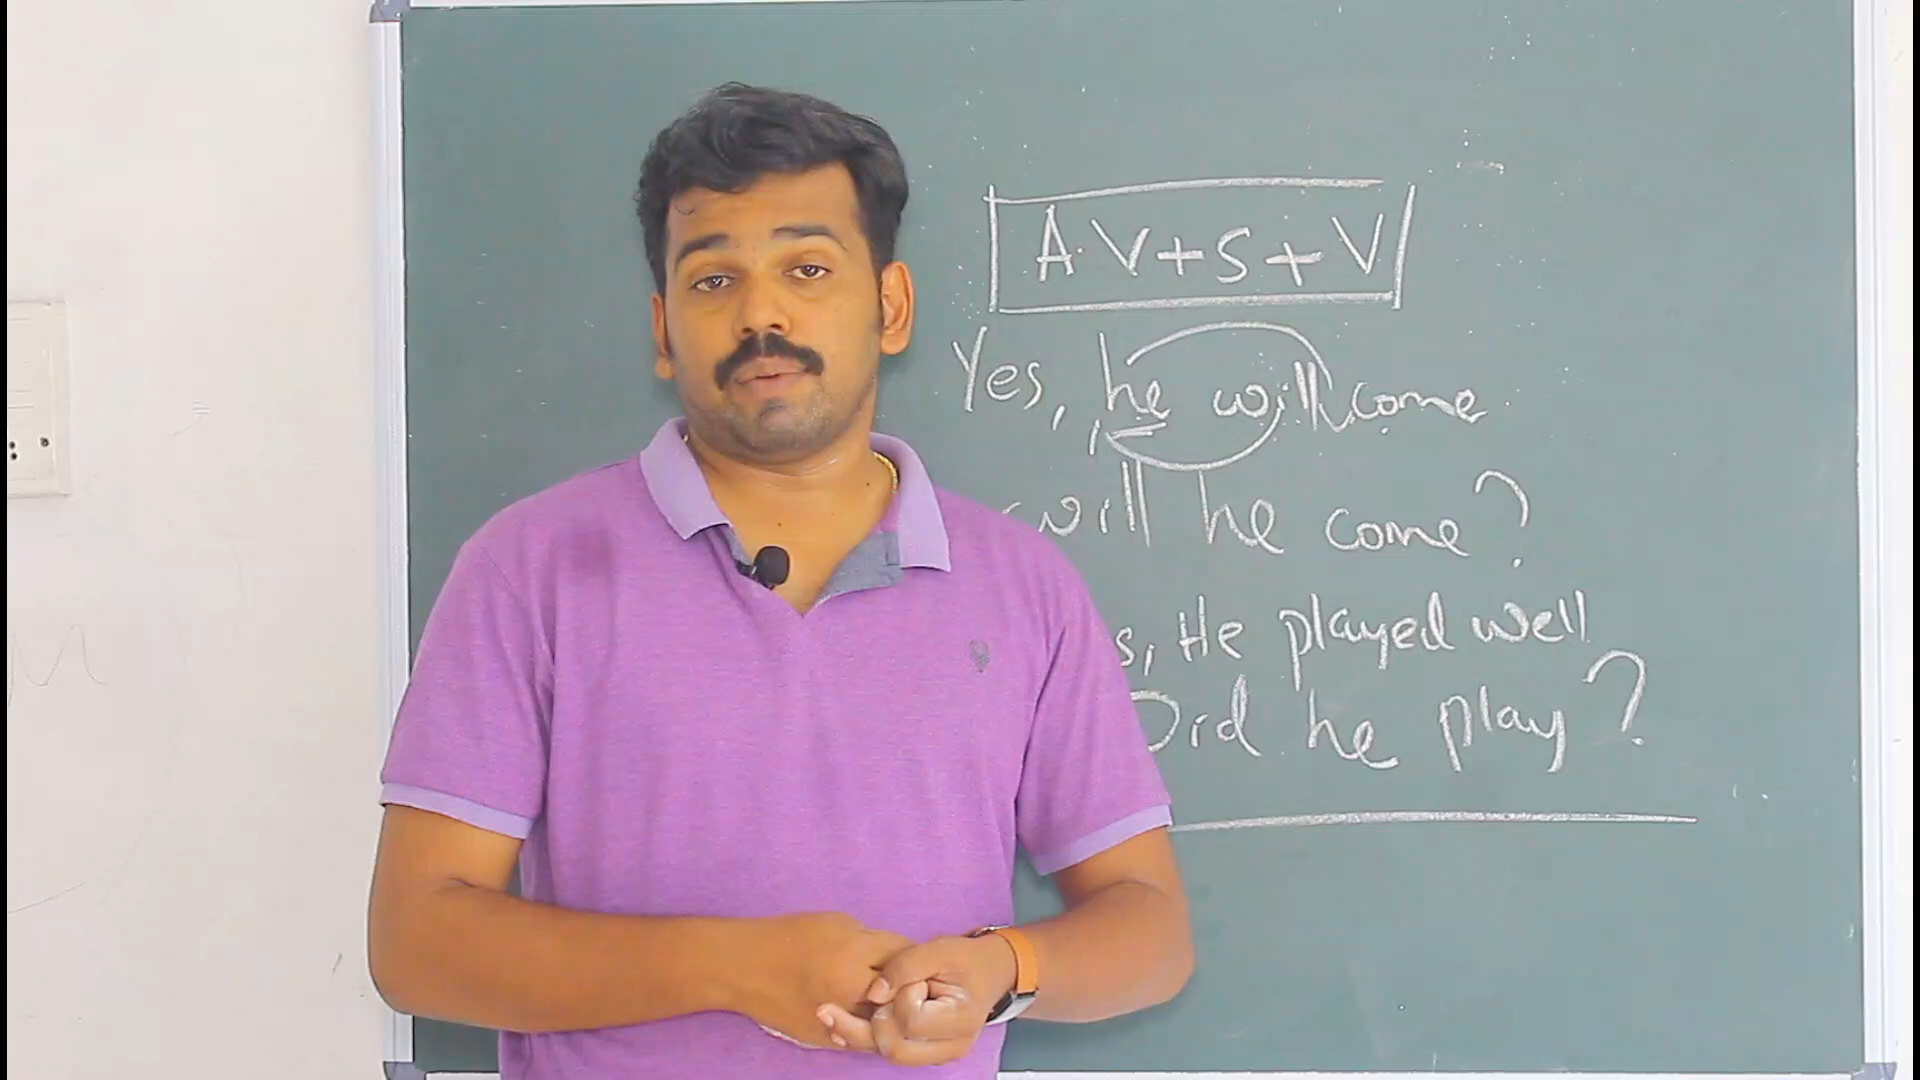 A.V+S+V
Yes, he will come
will he come?
s, He played well
Did he play?